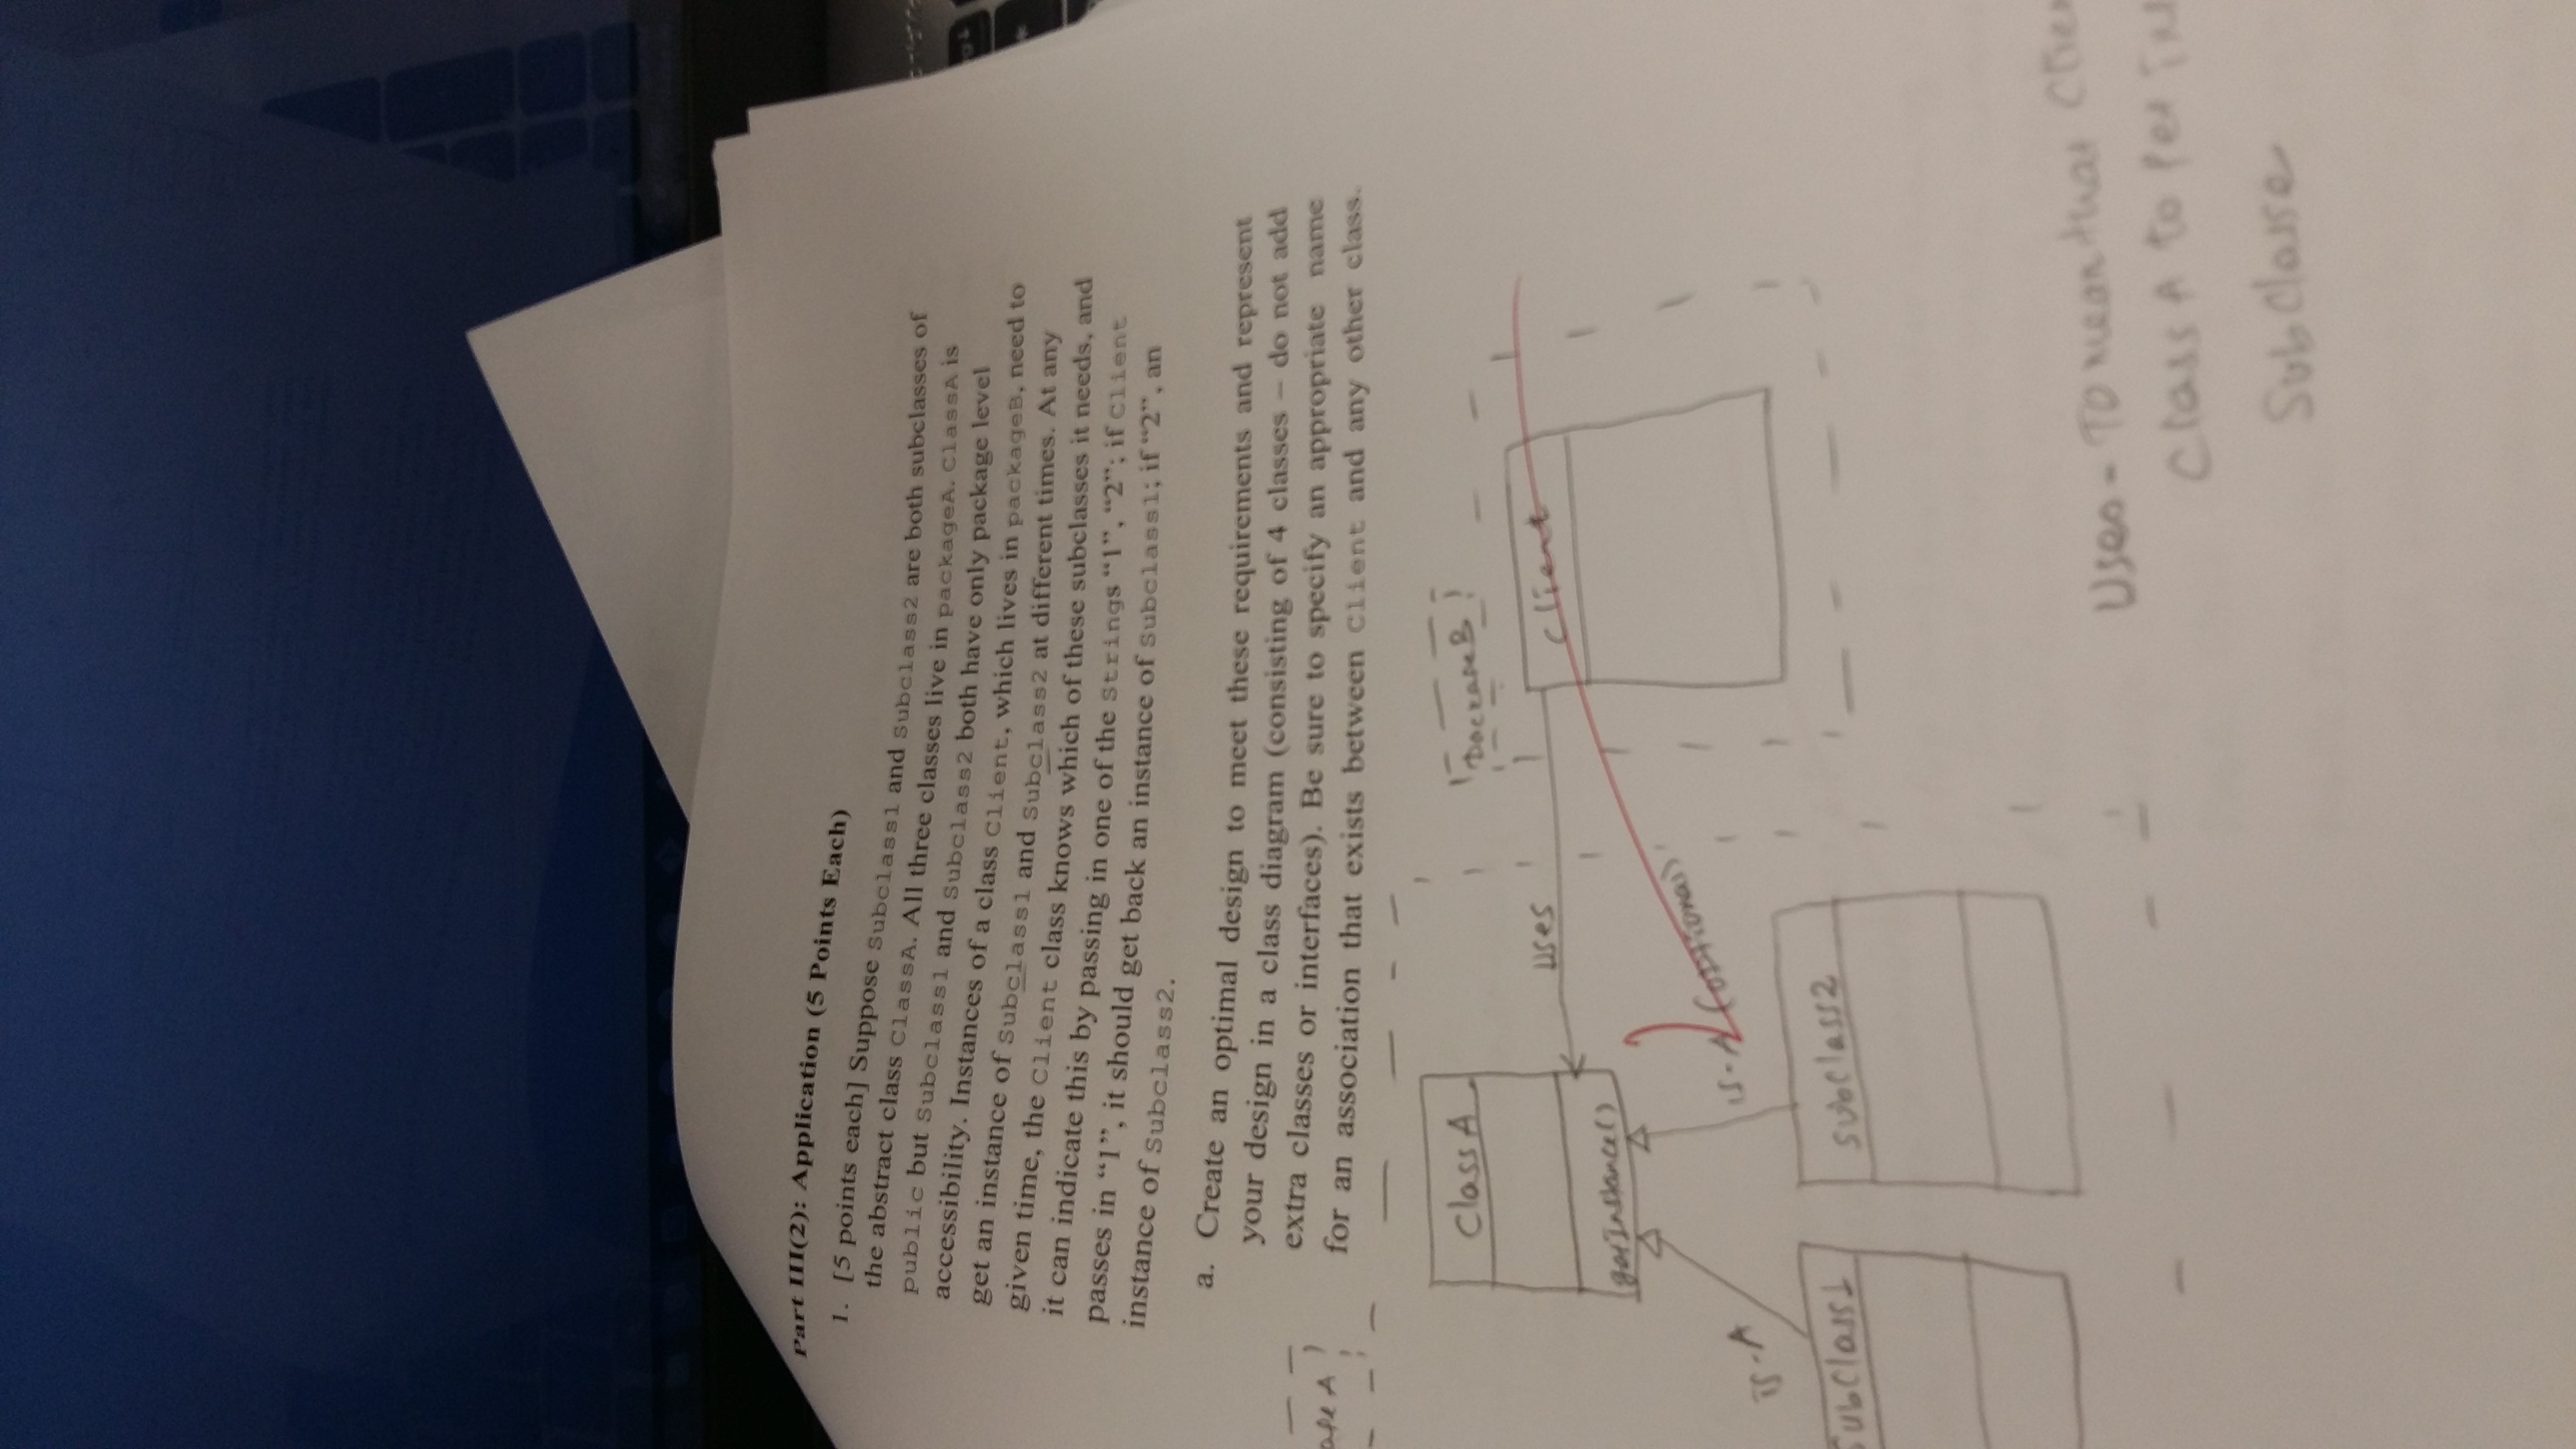 Part III(2): Application (5 Points Each)
1. [5 points each] Suppose Subclass1 and Subclass2 are both subclasses of
the abstract class ClassA. All three classes live in packageA. ClassA is
public but Subclass1 and Subclass2 both have only package level
accessibility. Instances of a class Client, which lives in packageB, need to
get an instance of Subclass1 and Subclass2 at different times. At any
given time, the Client class knows which of these subclasses it needs, and
it can indicate this by passing in one of the Strings “1”, “2”; if Client
passes in “1”, it should get back an instance of Subclass1; if “2”, an
instance of Subclass2.
a. Create an optimal design to meet these requirements and represent
your design in a class diagram (consisting of 4 classes – do not add
extra classes or interfaces). Be sure to specify an appropriate name
for an association that exists between Client and any other class.
A
ClassA
PackageB
uses
Client
getInstance()
is-A
is-A (optional)
SubClass1
SubClass2
Uses - To mean that
Class A to get
SubClasse